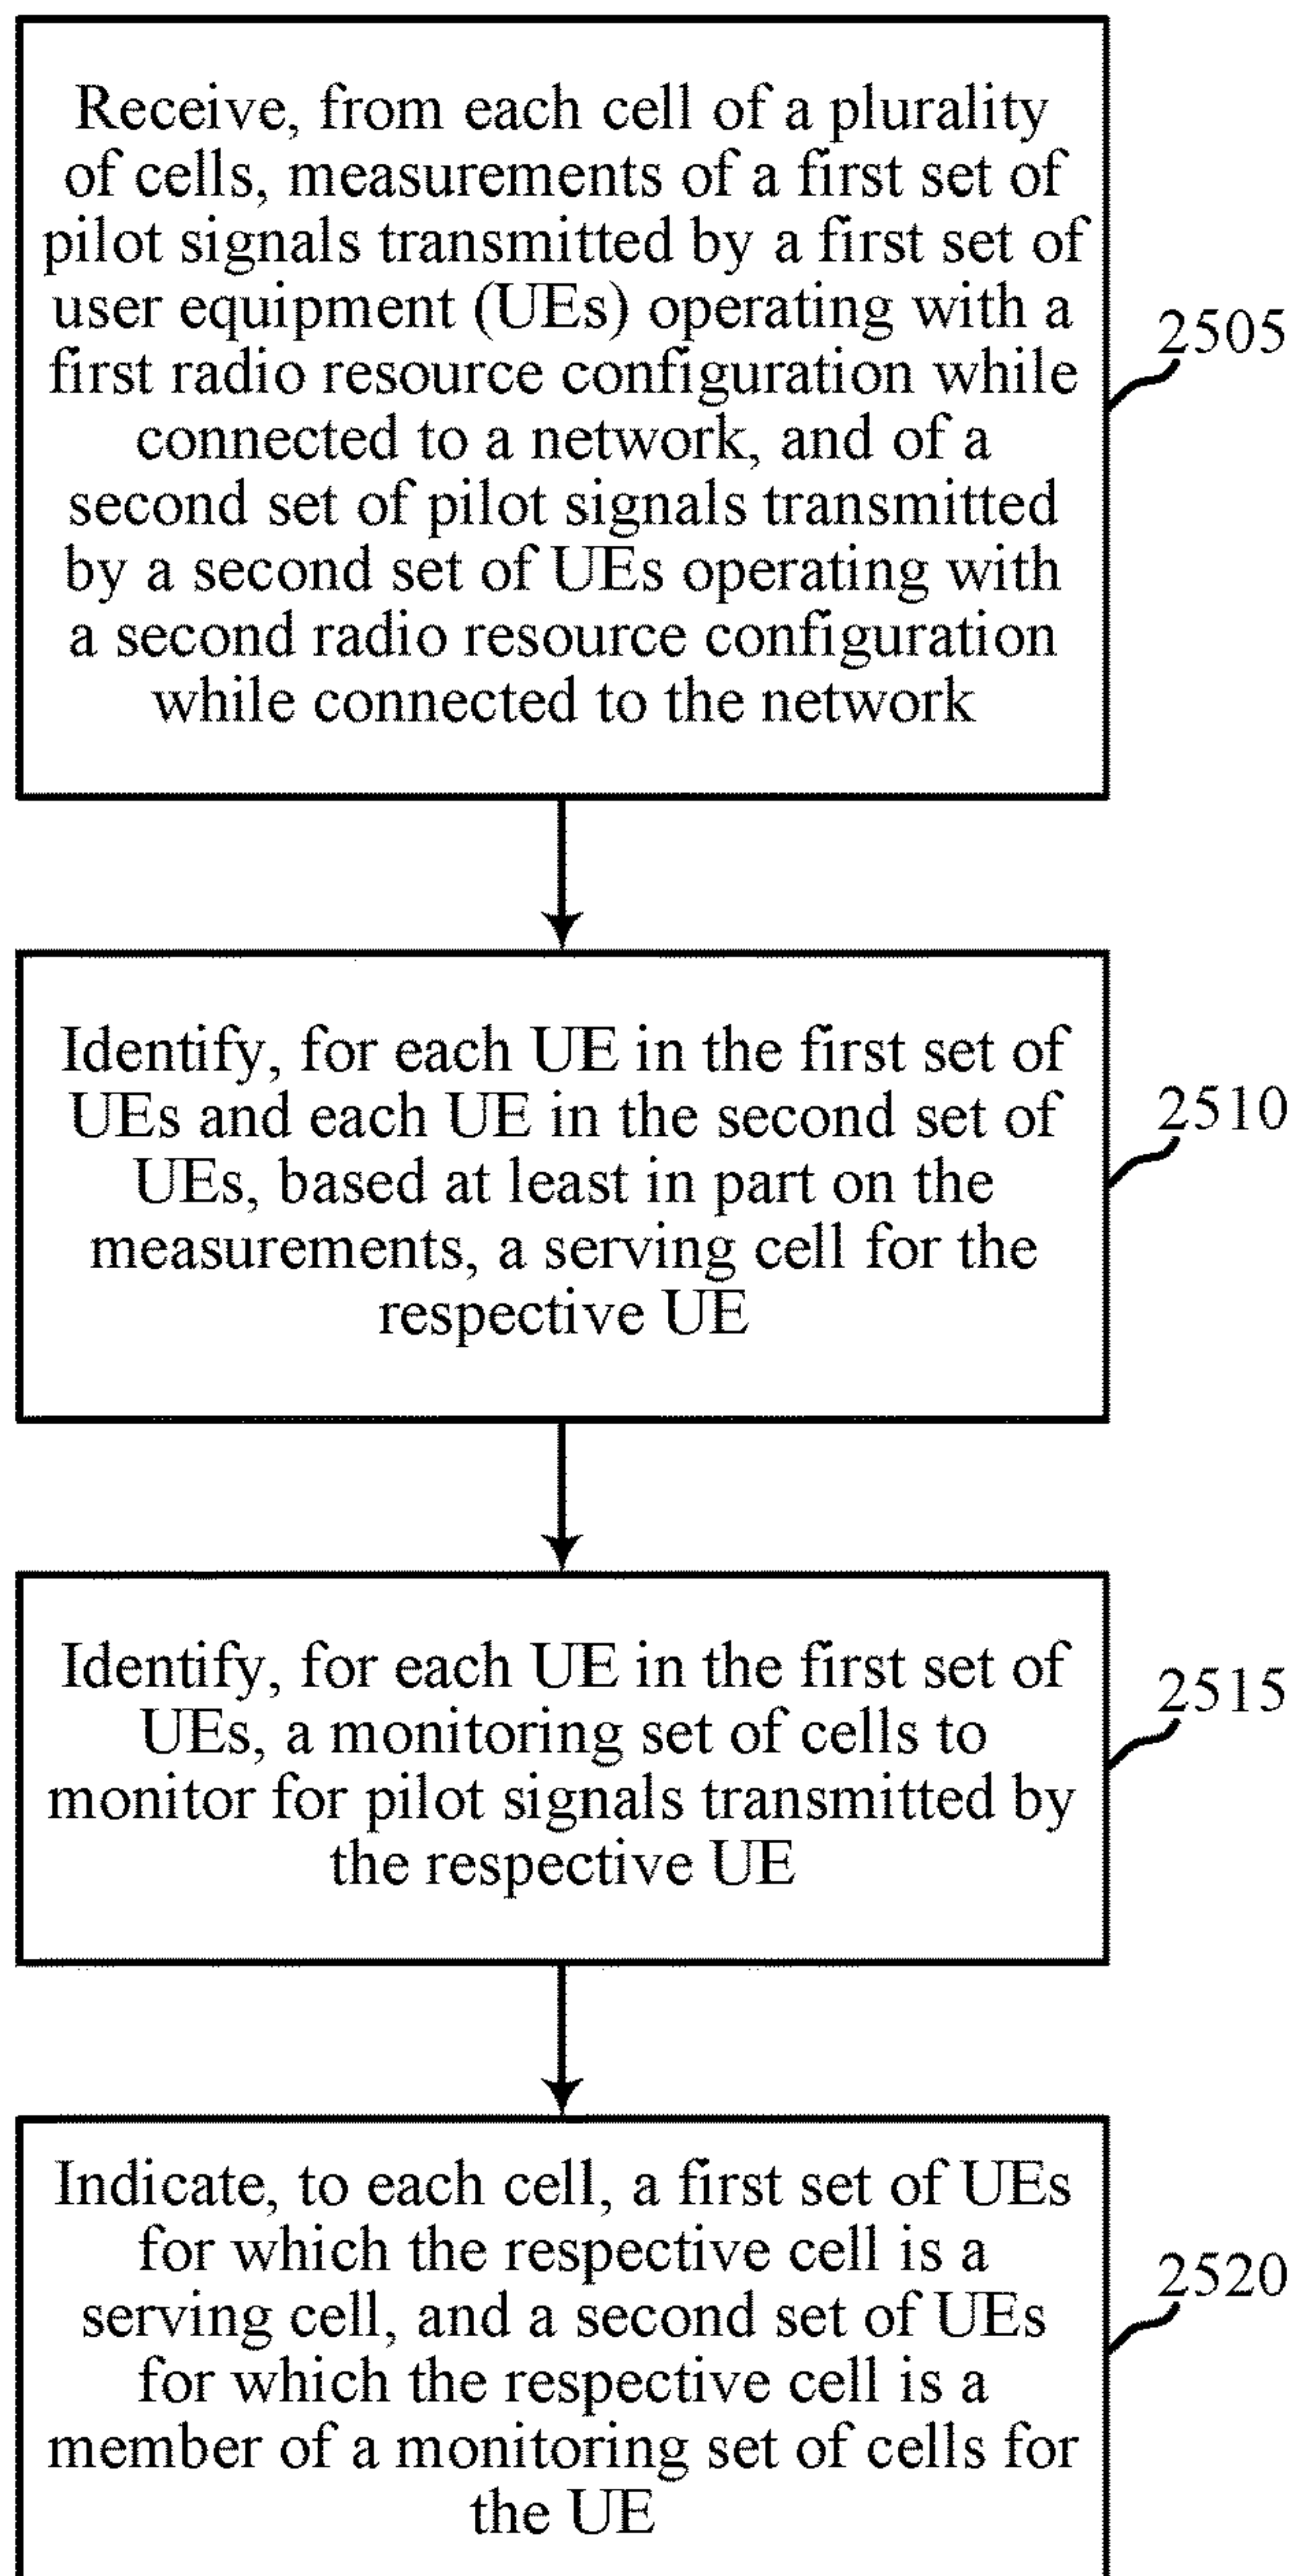 Receive, from each cell of a plurality
of cells, measurements of a first set of
pilot signals transmitted by a first set of
user equipment (UEs) operating with a
first radio resource configuration while
connected to a network, and of a
second set of pilot signals transmitted
by a second set of UEs operating with
a second radio resource configuration
while connected to the network
2505
Identify, for each UE in the first set of
UEs and each UE in the second set of
UEs, based at least in part on the
measurements, a serving cell for the
respective UE
2510
Identify, for each UE in the first set of
UEs, a monitoring set of cells to
monitor for pilot signals transmitted by
the respective UE
2515
Indicate, to each cell, a first set of UEs
for which the respective cell is a
serving cell, and a second set of UEs
for which the respective cell is a
member of a monitoring set of cells for
the UE
2520